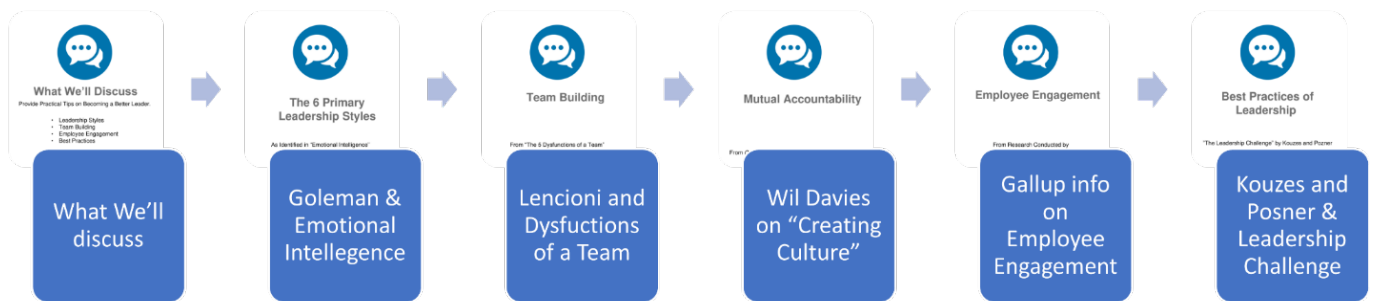 What We'll Discuss
Provide Practical Tips on Becoming a Better Leader.
• Leadership Styles
• Team Building
• Employee Engagement
• Best Practices
What We'll
discuss
The 6 Primary
Leadership Styles
As Identified in "Emotional Intelligence"
Goleman &
Emotional
Intellegence
Team Building
From "The 5 Dysfunctions of a Team"
Lencioni and
Dysfuctions
of a Team
Mutual Accountability
From
Wil Davies
on “Creating
Culture”
Employee Engagement
From Research Conducted by
Gallup info
on
Employee
Engagement
Best Practices of
Leadership
"The Leadership Challenge" by Kouzes and Pozner
Kouzes and
Posner &
Leadership
Challenge